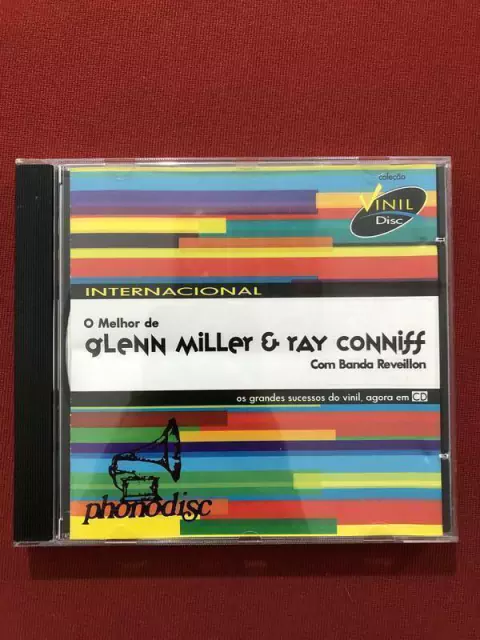 coleção
VINIL
Disc
INTERNACIONAL
O Melhor de
GLENN MiLLer & rAY CONNiff
Com Banda Reveillon
os grandes sucessos do vinil, agora em CD
phonodisc